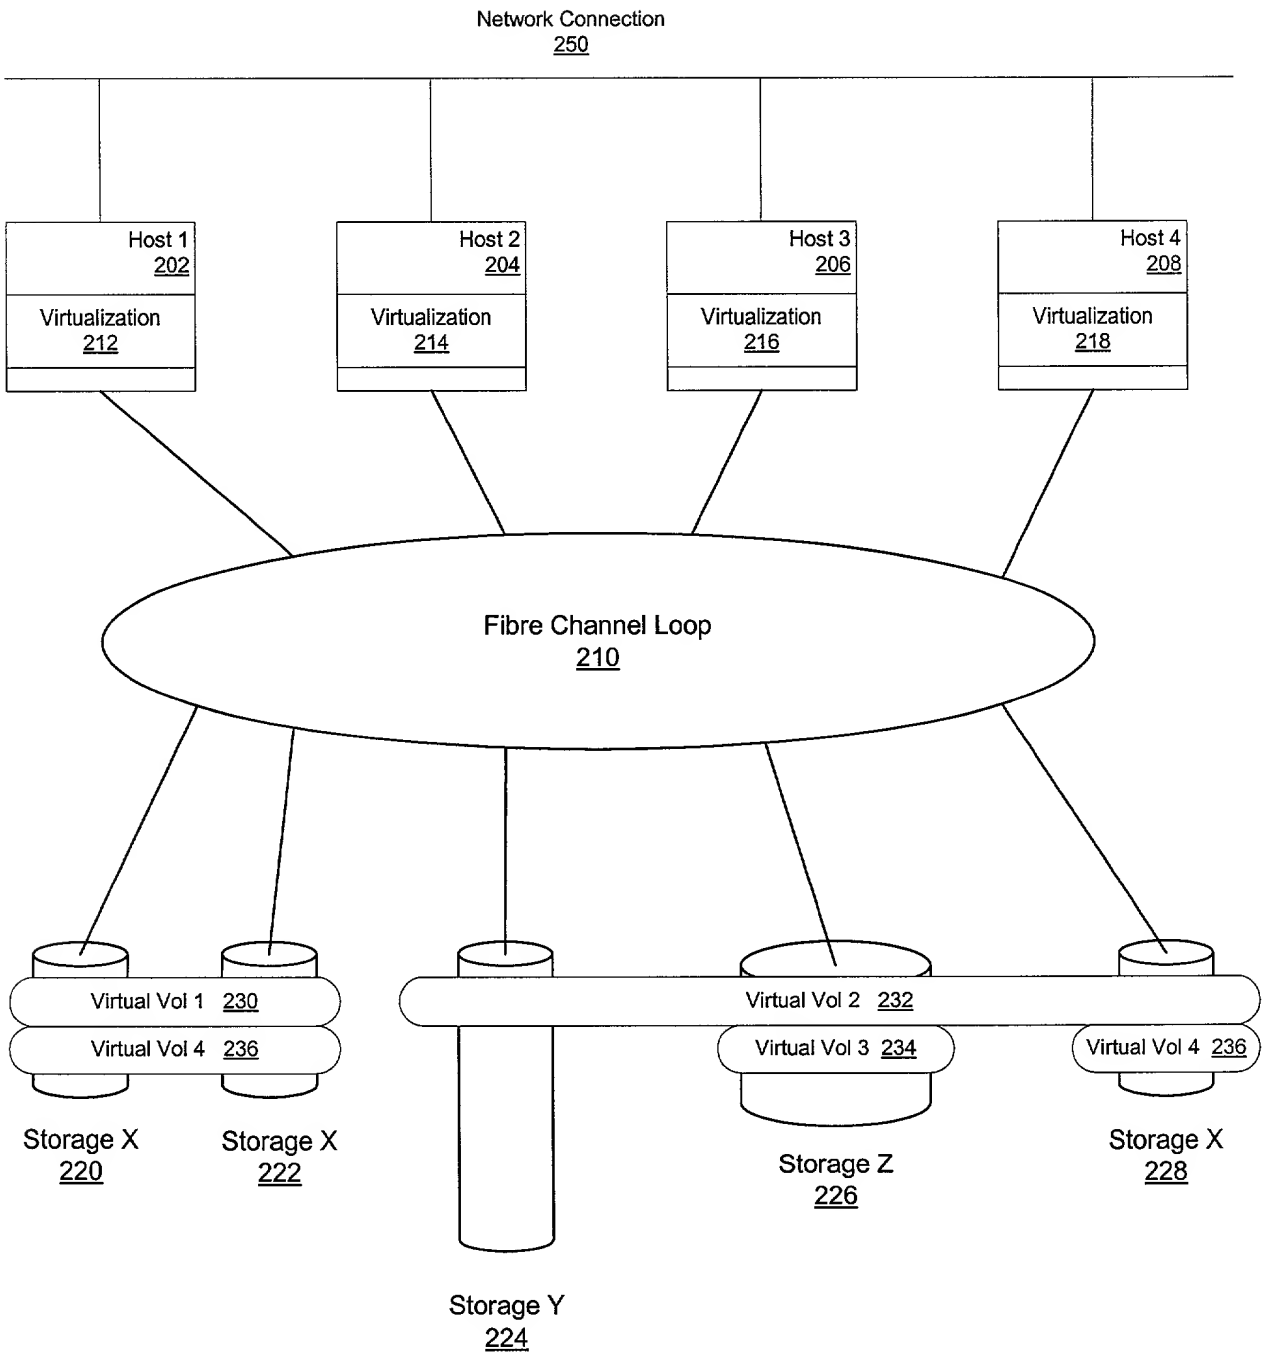 Network Connection
250
Host 1
202
Host 2
204
Host 3
206
Host 4
208
Virtualization
212
Virtualization
214
Virtualization
216
Virtualization
218
Fibre Channel Loop
210
Virtual Vol 1 230
Virtual Vol 2 232
Virtual Vol 4 236
Virtual Vol 3 234
Virtual Vol 4 236
Storage X
220
Storage X
222
Storage Z
226
Storage X
228
Storage Y
224